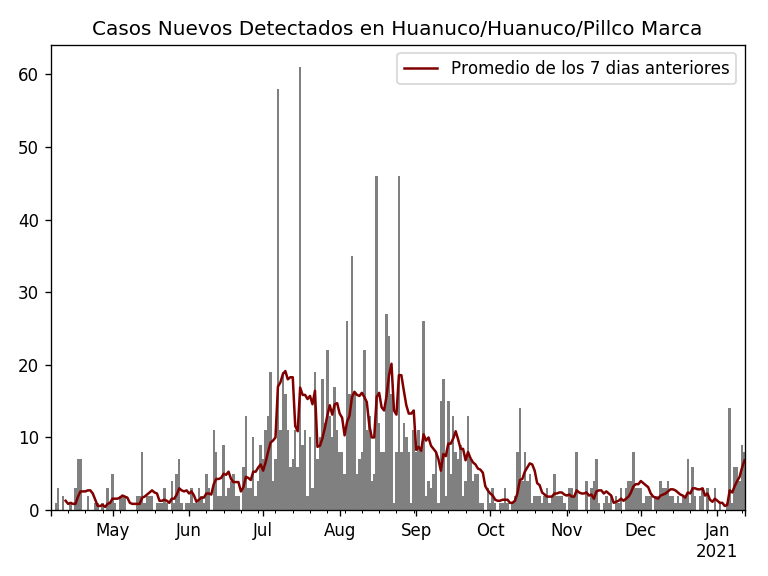 Casos Nuevos Detectados en Huanuco/Huanuco/Pillco Marca
Promedio de los 7 dias anteriores
60
50
40
30
20
10
0
May Jun Jul Aug Sep Oct Nov Dec Jan
2021